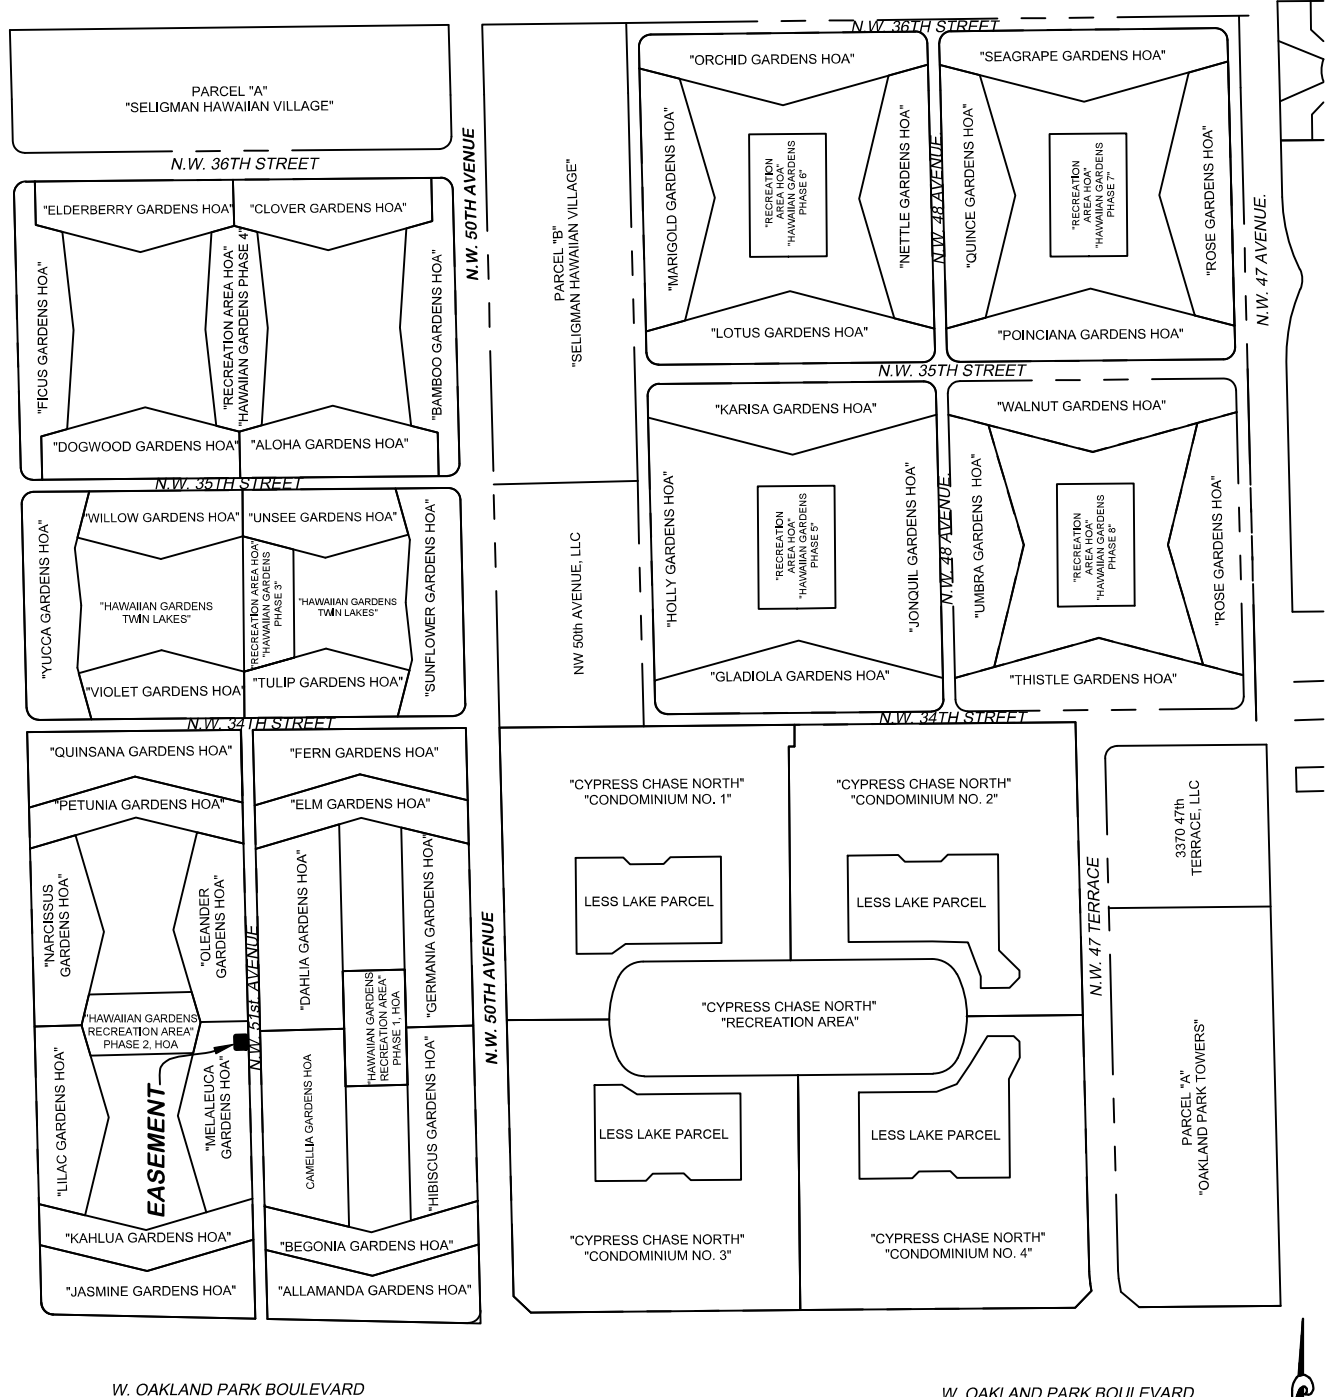 N.W. 36TH STREET
PARCEL "A"
"SELIGMAN HAWAIIAN VILLAGE"
N.W. 36TH STREET
N.W. 50TH AVENUE
"ELDERBERRY GARDENS HOA"
"CLOVER GARDENS HOA"
"FICUS GARDENS HOA"
"RECREATION AREA HOA"
"HAWAIIAN GARDENS PHASE 4"
"BAMBOO GARDENS HOA"
"DOGWOOD GARDENS HOA"
"ALOHA GARDENS HOA"
N.W. 35TH STREET
PARCEL "B"
"SELIGMAN HAWAIIAN VILLAGE"
NW 50th AVENUE, LLC
"ORCHID GARDENS HOA"
"MARIGOLD GARDENS HOA"
"RECREATION
AREA HOA"
"HAWAIIAN GARDENS
PHASE 6"
"NETTLE GARDENS HOA"
"LOTUS GARDENS HOA"
N.W. 48 AVENUE.
"SEAGRAPE GARDENS HOA"
"QUINCE GARDENS HOA"
"RECREATION
AREA HOA"
"HAWAIIAN GARDENS
PHASE 7"
"ROSE GARDENS HOA"
"POINCIANA GARDENS HOA"
N.W. 47 AVENUE.
N.W. 35TH STREET
"KARISA GARDENS HOA"
"HOLLY GARDENS HOA"
"RECREATION
AREA HOA"
"HAWAIIAN GARDENS
PHASE 5"
"JONQUIL GARDENS HOA"
"GLADIOLA GARDENS HOA"
N.W. 48 AVENUE.
"WALNUT GARDENS HOA"
"UMBRA GARDENS HOA"
"RECREATION
AREA HOA"
"HAWAIIAN GARDENS
PHASE 8"
"ROSE GARDENS HOA"
"THISTLE GARDENS HOA"
N.W. 34TH STREET
"YUCCA GARDENS HOA"
"WILLOW GARDENS HOA"
"UNSEE GARDENS HOA"
"HAWAIIAN GARDENS
TWIN LAKES"
"RECREATION AREA HOA"
"HAWAIIAN GARDENS
PHASE 3"
"HAWAIIAN GARDENS
TWIN LAKES"
"SUNFLOWER GARDENS HOA"
"VIOLET GARDENS HOA"
"TULIP GARDENS HOA"
N.W. 34TH STREET
"QUINSANA GARDENS HOA"
"PETUNIA GARDENS HOA"
"NARCISSUS
GARDENS HOA"
"OLEANDER
GARDENS HOA"
"HAWAIIAN GARDENS
RECREATION AREA"
PHASE 2, HOA
"LILAC GARDENS HOA"
EASEMENT
"MELALEUCA
GARDENS HOA"
"KAHLUA GARDENS HOA"
"JASMINE GARDENS HOA"
N.W. 51st. AVENUE
"FERN GARDENS HOA"
"ELM GARDENS HOA"
"DAHLIA GARDENS HOA"
"GERMANIA GARDENS HOA"
"HAWAIIAN GARDENS
RECREATION AREA"
PHASE 1, HOA
CAMELLIA GARDENS HOA
"HIBISCUS GARDENS HOA"
"BEGONIA GARDENS HOA"
"ALLAMANDA GARDENS HOA"
N.W. 50TH AVENUE
"CYPRESS CHASE NORTH"
"CONDOMINIUM NO. 1"
"CYPRESS CHASE NORTH"
"CONDOMINIUM NO. 2"
LESS LAKE PARCEL
LESS LAKE PARCEL
"CYPRESS CHASE NORTH"
"RECREATION AREA"
LESS LAKE PARCEL
LESS LAKE PARCEL
"CYPRESS CHASE NORTH"
"CONDOMINIUM NO. 3"
"CYPRESS CHASE NORTH"
"CONDOMINIUM NO. 4"
N.W. 47 TERRACE
3370 47th
TERRACE, LLC
PARCEL "A"
"OAKLAND PARK TOWERS"
W. OAKLAND PARK BOULEVARD
W. OAKLAND PARK BOULEVARD